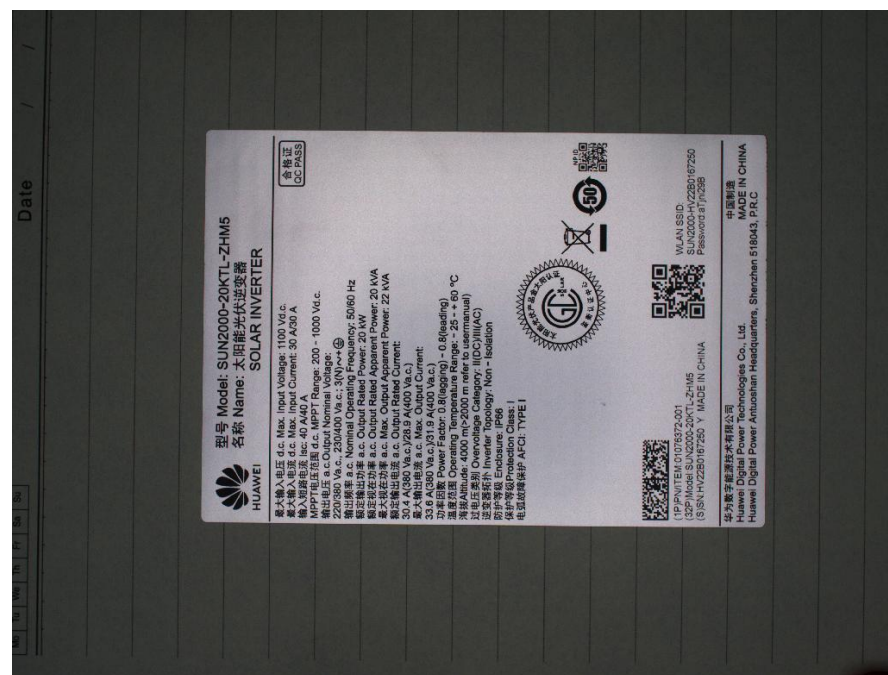 Date / /
Mo Tu We Th Fr Sa Su
HUAWEI
型号 Model: SUN2000-20KTL-ZHM5
名称 Name: 太阳能光伏逆变器
SOLAR INVERTER
合格证
QC PASS
最大输入电压 d.c. Max. Input Voltage: 1100 Vd.c.
最大输入电流 d.c. Max. Input Current: 30 A/30 A
输入短路电流 Isc: 40 A/40 A
MPPT电压范围 d.c. MPPT Range: 200 - 1000 Vd.c.
输出电压 a.c.Output Nominal Voltage:
220/380 Va.c., 230/400 Va.c.; 3(N)~+
输出频率 a.c. Nominal Operating Frequency: 50/60 Hz
额定输出功率 a.c. Output Rated Power: 20 kW
额定视在功率 a.c. Output Rated Apparent Power: 20 kVA
最大视在功率 a.c. Max. Output Apparent Power: 22 kVA
额定输出电流 a.c. Output Rated Current:
30.4 A(380 Va.c.)/28.9 A(400 Va.c.)
最大输出电流 a.c. Max. Output Current:
33.6 A(380 Va.c.)/31.9 A(400 Va.c.)
功率因数 Power Factor: 0.8(lagging) - 0.8(leading)
温度范围 Operating Temperature Range: - 25 - + 60 °C
海拔Altitude: 4000 m(>2000 m refer to usermanual)
过电压类别 Overvoltage Category: II(DC)/III(AC)
逆变器拓扑 Inverter Topology: Non - Isolation
防护等级 Enclosure: IP66
保护等级Protection Class: I
电弧故障保护 AFCI: TYPE I
50
NP ID
(1P)PN/ITEM:01076372-001
(32P)Model:SUN2000-20KTL-ZHM5
(S)SN:HV22B0167250 Y MADE IN CHINA
WLAN SSID:
SUN2000-HV22B0167250
华为数字能源技术有限公司
Huawei Digital Power Technologies Co., Ltd.
Huawei Digital Power Antuoshan Headquarters, Shenzhen 518043, P.R.C
中国制造
MADE IN CHINA